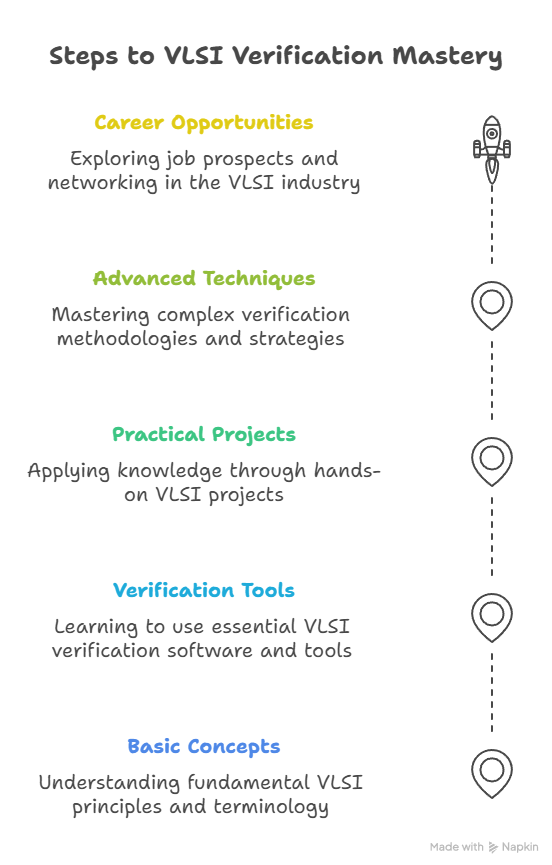 Steps to VLSI Verification Mastery
Career Opportunities
Exploring job prospects and
networking in the VLSI industry
Advanced Techniques
Mastering complex verification
methodologies and strategies
Practical Projects
Applying knowledge through hands-
on VLSI projects
Verification Tools
Learning to use essential VLSI
verification software and tools
Basic Concepts
Understanding fundamental VLSI
principles and terminology
Made with Napkin